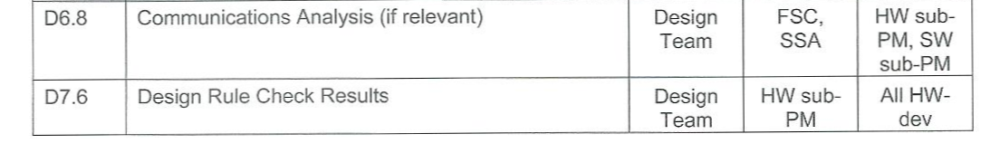 D6.8 Communications Analysis (if relevant) Design FSC, HW sub-
Team SSA PM, SW
sub-PM
D7.6 Design Rule Check Results Design HW sub- All HW-
Team PM dev